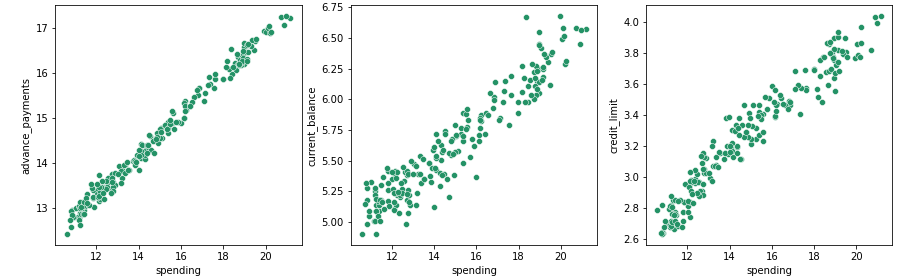 advance_payments
17
16
15
14
13
12 14 16 18 20
spending
current_balance
6.75
6.50
6.25
6.00
5.75
5.50
5.25
5.00
12 14 16 18 20
spending
credit_limit
4.0
3.8
3.6
3.4
3.2
3.0
2.8
2.6
12 14 16 18 20
spending